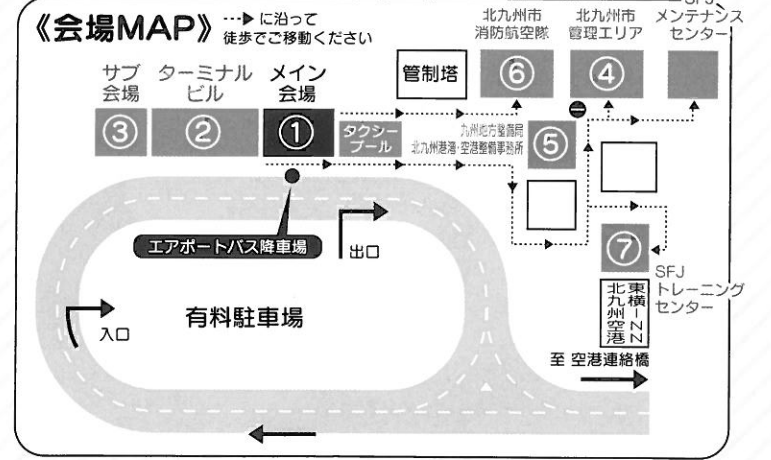 《会場MAP》
···▶ に沿って
徒歩でご移動ください
サブ
会場
ターミナル
ビル
メイン
会場
管制塔
北九州市
消防航空隊
北九州市
管理エリア
SFJ
メンテナンス
センター
③
②
①
タクシー
プール
九州地方整備局
北九州港湾・空港整備事務所
⑤
⑥
④
エアポートバス降車場
出口
入口
有料駐車場
⑦
SFJ
トレーニング
センター
東横INN
北九州空港
至 空港連絡橋